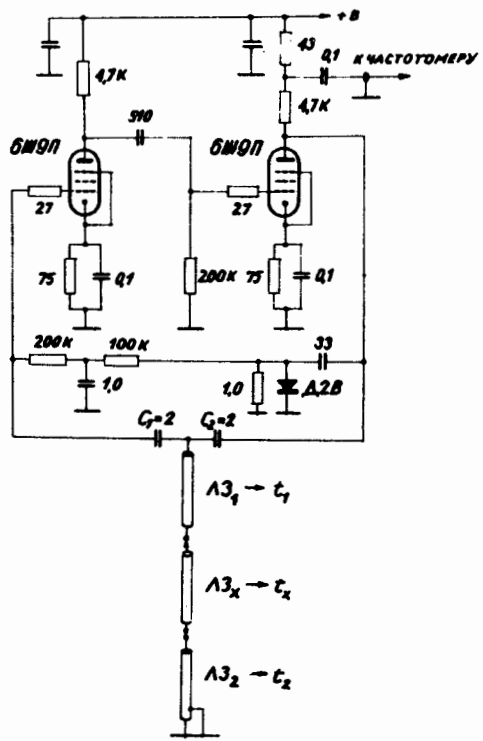 +B
43
0,1
К ЧАСТОТОМЕРУ
4,7К
4,7К
910
6Ж9П
6Ж9П
27
27
75
0,1
200К
75
0,1
200К
100К
33
1,0
1,0
Д2В
C₁=2
C₂=2
ЛЗ₁ → t₁
ЛЗₓ → tₓ
ЛЗ₂ → t₂